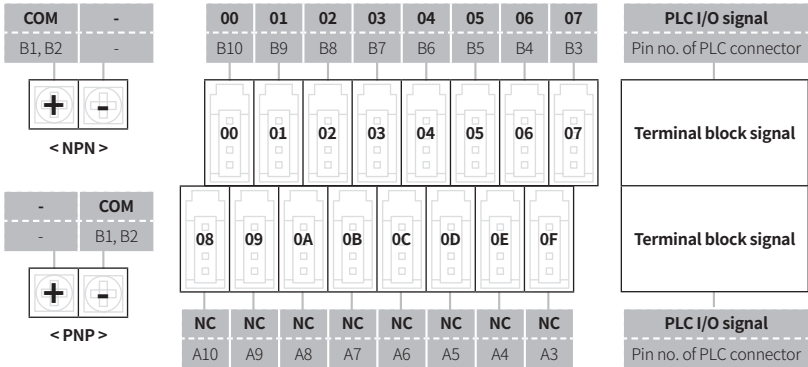 COM -
B1, B2 -
+ -
< NPN >
- COM
- B1, B2
+ -
< PNP >
00 01 02 03 04 05 06 07
B10 B9 B8 B7 B6 B5 B4 B3
00 01 02 03 04 05 06 07
08 09 0A 0B 0C 0D 0E 0F
NC NC NC NC NC NC NC NC
A10 A9 A8 A7 A6 A5 A4 A3
PLC I/O signal
Pin no. of PLC connector
Terminal block signal
Terminal block signal
PLC I/O signal
Pin no. of PLC connector